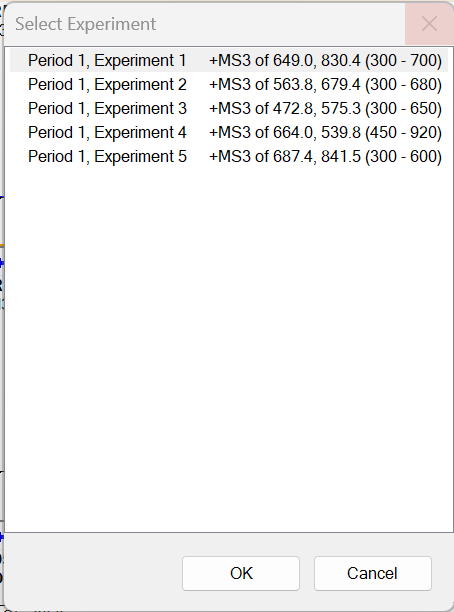 Select Experiment
Period 1, Experiment 1 +MS3 of 649.0, 830.4 (300 - 700)
Period 1, Experiment 2 +MS3 of 563.8, 679.4 (300 - 680)
Period 1, Experiment 3 +MS3 of 472.8, 575.3 (300 - 650)
Period 1, Experiment 4 +MS3 of 664.0, 539.8 (450 - 920)
Period 1, Experiment 5 +MS3 of 687.4, 841.5 (300 - 600)
OK Cancel